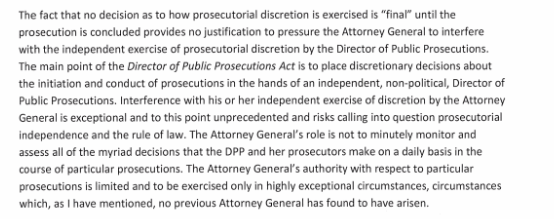 The fact that no decision as to how prosecutorial discretion is exercised is “final” until the
prosecution is concluded provides no justification to pressure the Attorney General to interfere
with the independent exercise of prosecutorial discretion by the Director of Public Prosecutions.
The main point of the Director of Public Prosecutions Act is to place discretionary decisions about
the initiation and conduct of prosecutions in the hands of an independent, non-political, Director of
Public Prosecutions. Interference with his or her independent exercise of discretion by the Attorney
General is exceptional and to this point unprecedented and risks calling into question prosecutorial
independence and the rule of law. The Attorney General’s role is not to minutely monitor and
assess all of the myriad decisions that the DPP and her prosecutors make on a daily basis in the
course of particular prosecutions. The Attorney General’s authority with respect to particular
prosecutions is limited and to be exercised only in highly exceptional circumstances, circumstances
which, as I have mentioned, no previous Attorney General has found to have arisen.